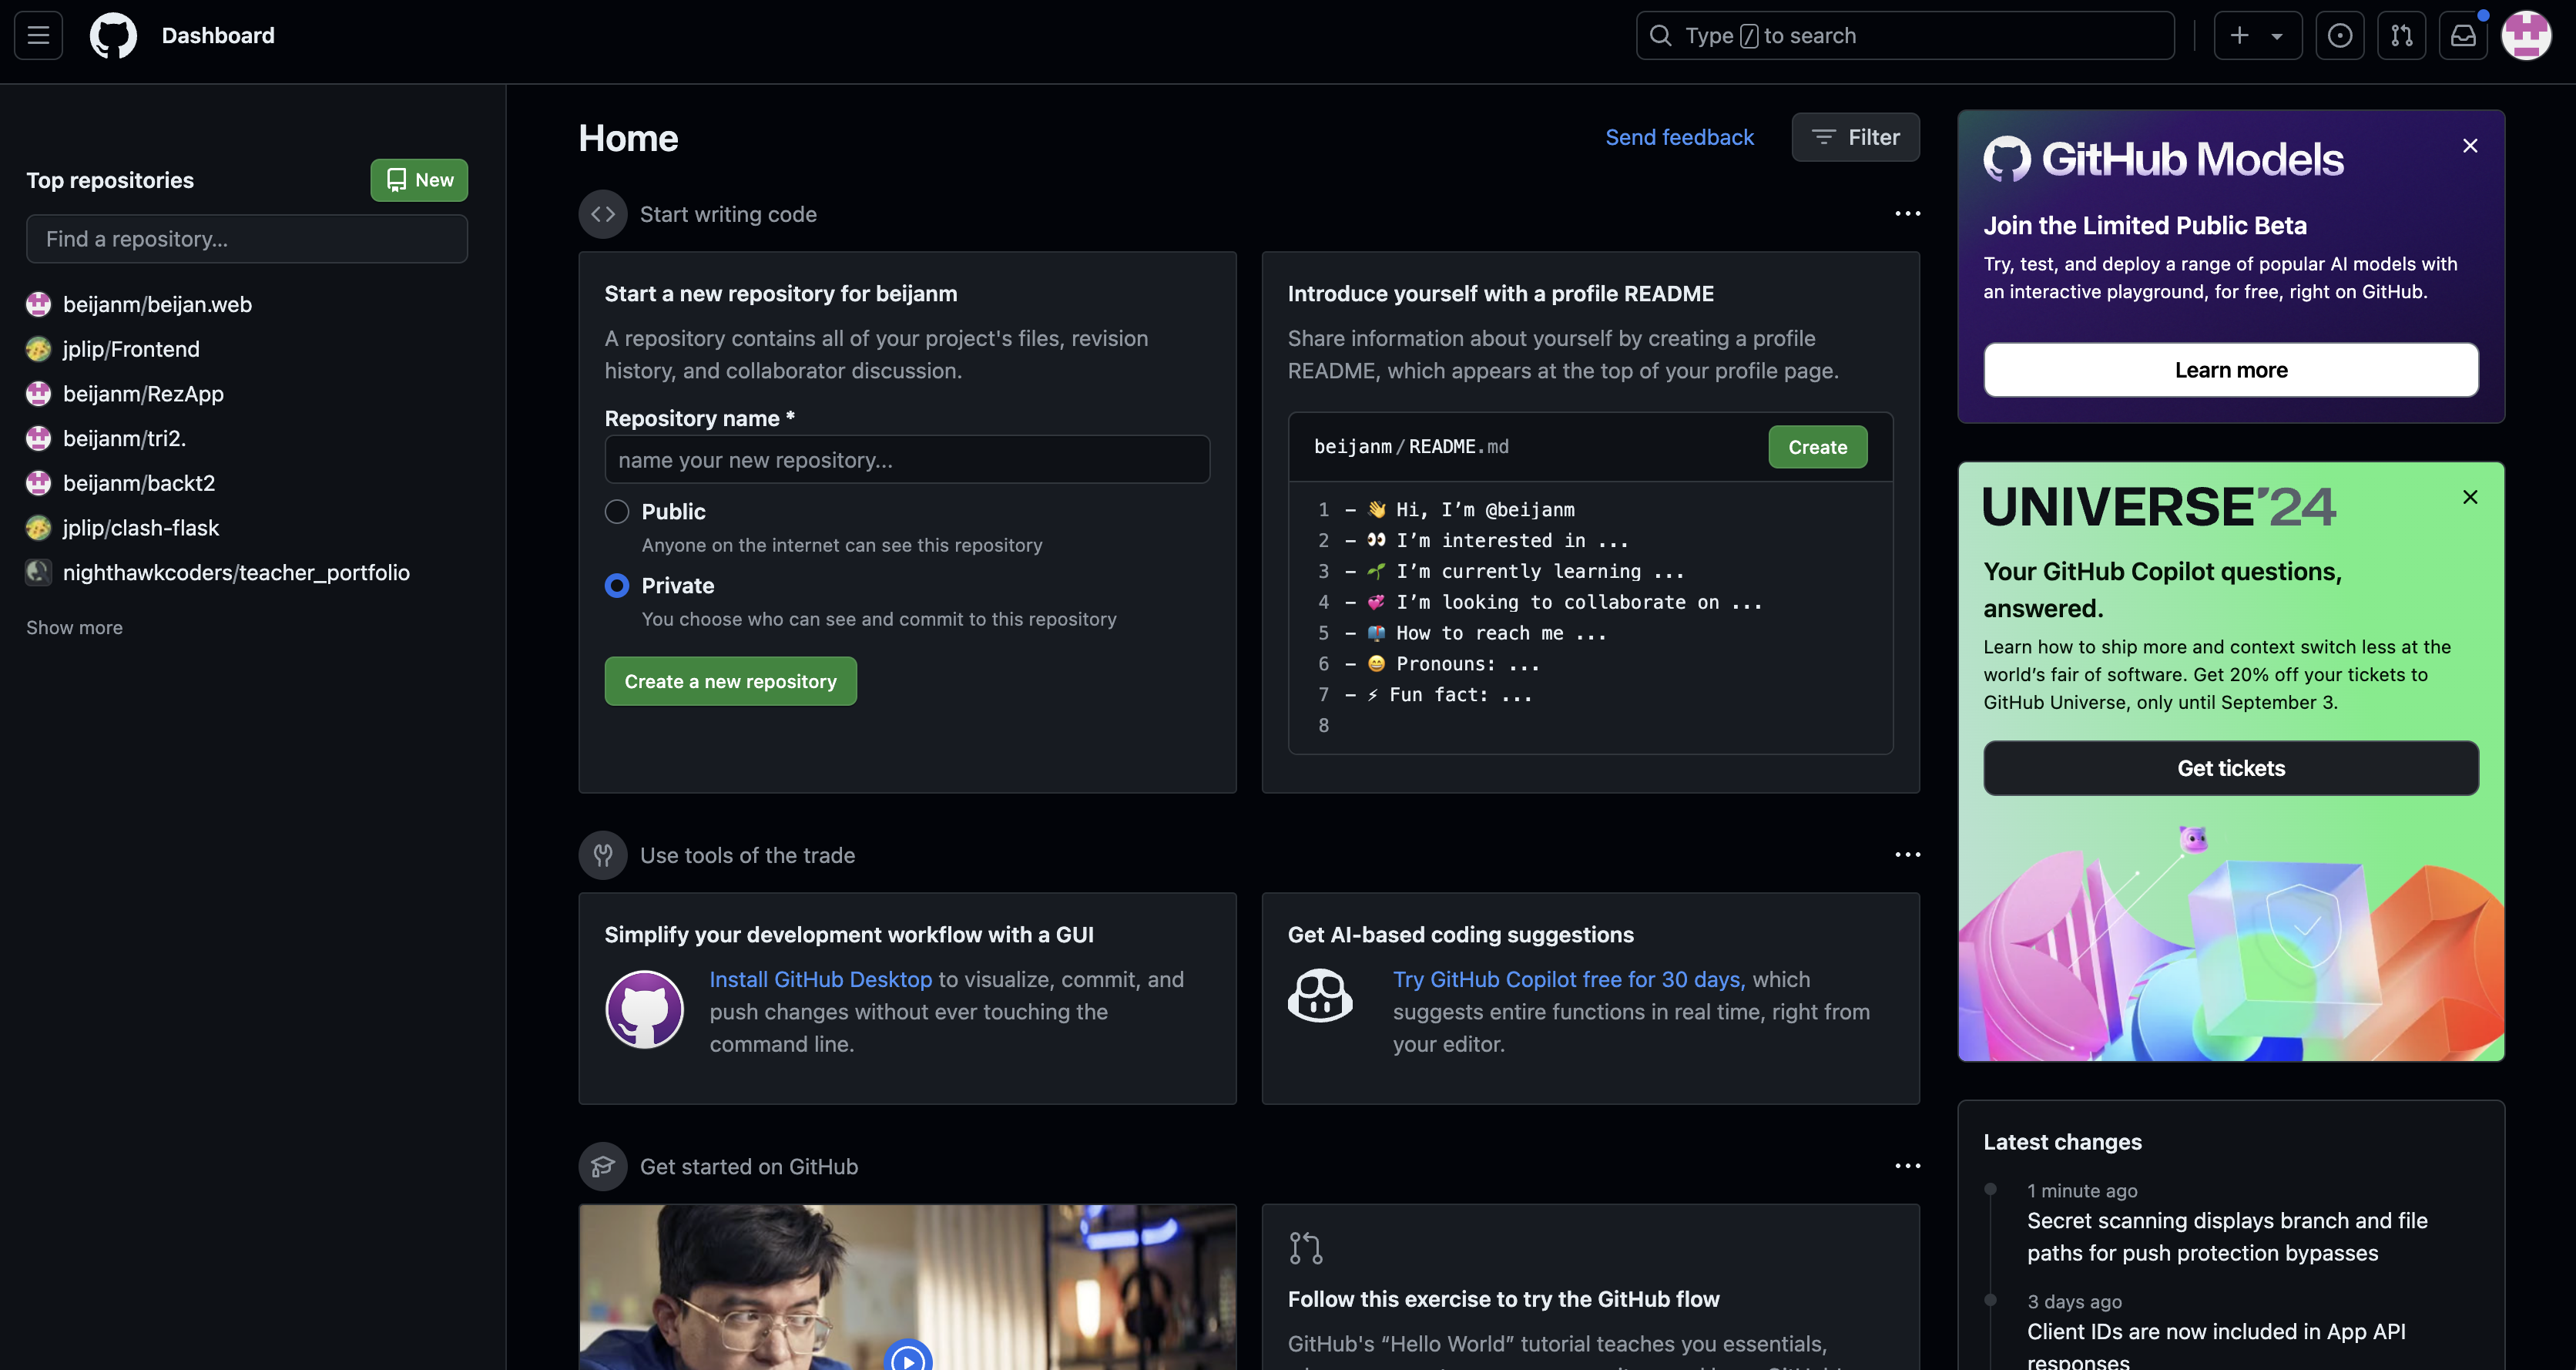 Dashboard
Type / to search
Top repositories
New
Find a repository...
beijanm/beijan.web
jplip/Frontend
beijanm/RezApp
beijanm/tri2.
beijanm/backt2
jplip/clash-flask
nighthawkcoders/teacher_portfolio
Show more
Home
Send feedback
Filter
Start writing code
Start a new repository for beijanm
A repository contains all of your project's files, revision
history, and collaborator discussion.
Repository name *
name your new repository...
Public
Anyone on the internet can see this repository
Private
You choose who can see and commit to this repository
Create a new repository
Introduce yourself with a profile README
Share information about yourself by creating a profile
README, which appears at the top of your profile page.
beijanm/README.md
Create
1 - 👋 Hi, I’m @beijanm
2 - 👀 I’m interested in ...
3 - 🌱 I’m currently learning ...
4 - 💞️ I’m looking to collaborate on ...
5 - 📫 How to reach me ...
6 - 😄 Pronouns: ...
7 - ⚡ Fun fact: ...
8
Use tools of the trade
Simplify your development workflow with a GUI
Install GitHub Desktop to visualize, commit, and
push changes without ever touching the
command line.
Get AI-based coding suggestions
Try GitHub Copilot free for 30 days, which
suggests entire functions in real time, right from
your editor.
Get started on GitHub
Follow this exercise to try the GitHub flow
GitHub's “Hello World” tutorial teaches you essentials,
GitHub Models
Join the Limited Public Beta
Try, test, and deploy a range of popular AI models with
an interactive playground, for free, right on GitHub.
Learn more
UNIVERSE'24
Your GitHub Copilot questions,
answered.
Learn how to ship more and context switch less at the
world’s fair of software. Get 20% off your tickets to
GitHub Universe, only until September 3.
Get tickets
Latest changes
1 minute ago
Secret scanning displays branch and file
paths for push protection bypasses
3 days ago
Client IDs are now included in App API
responses